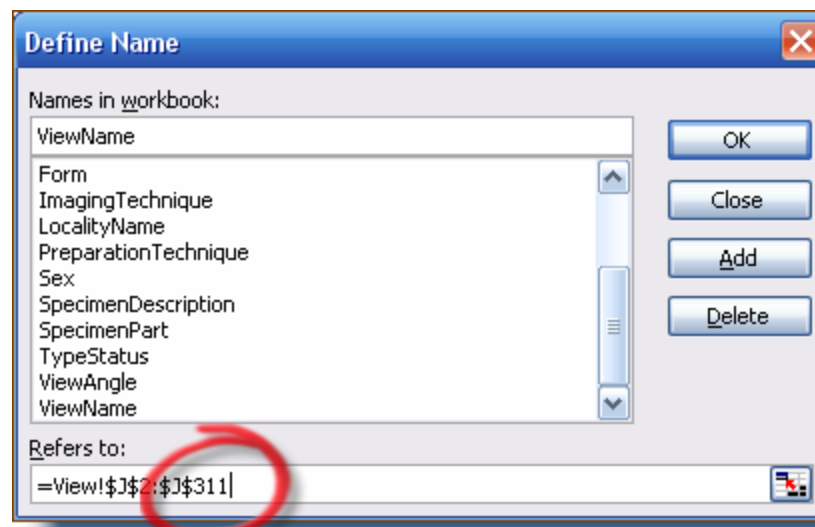 Define Name
Names in workbook:
ViewName
OK
Form
ImagingTechnique
Close
LocalityName
PreparationTechnique
Add
Sex
SpecimenDescription
Delete
SpecimenPart
TypeStatus
ViewAngle
ViewName
Refers to:
=View!$J$2:$J$311